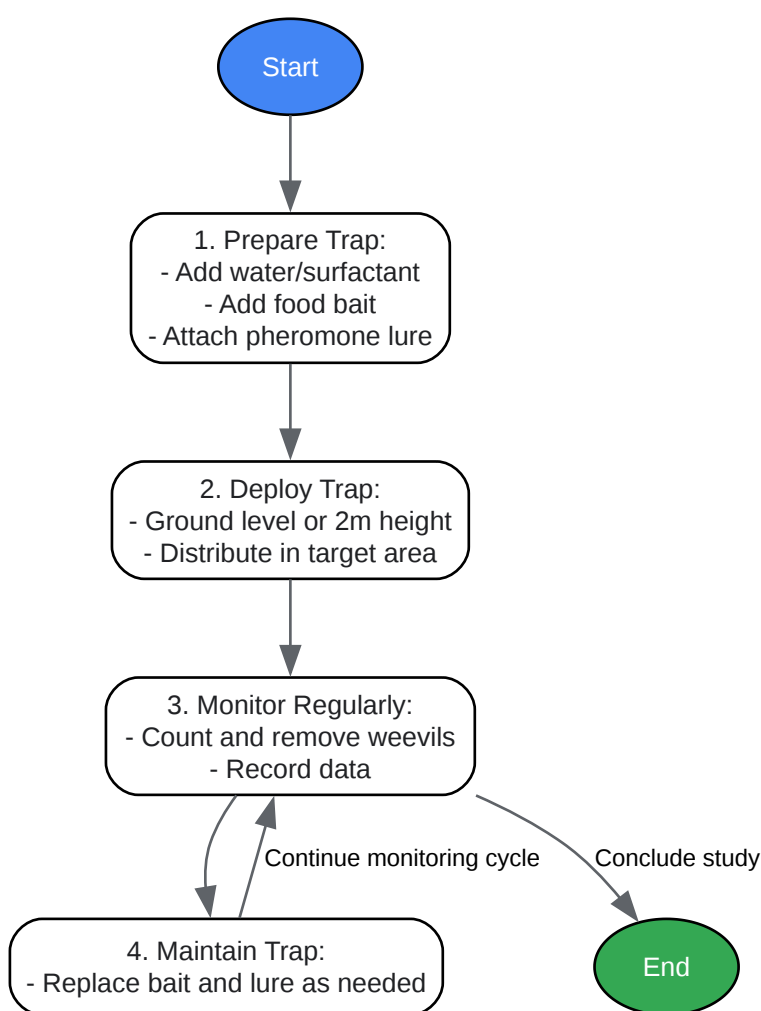 Start
1. Prepare Trap:
- Add water/surfactant
- Add food bait
- Attach pheromone lure
2. Deploy Trap:
- Ground level or 2m height
- Distribute in target area
3. Monitor Regularly:
- Count and remove weevils
- Record data
Continue monitoring cycle
Conclude study
4. Maintain Trap:
- Replace bait and lure as needed
End